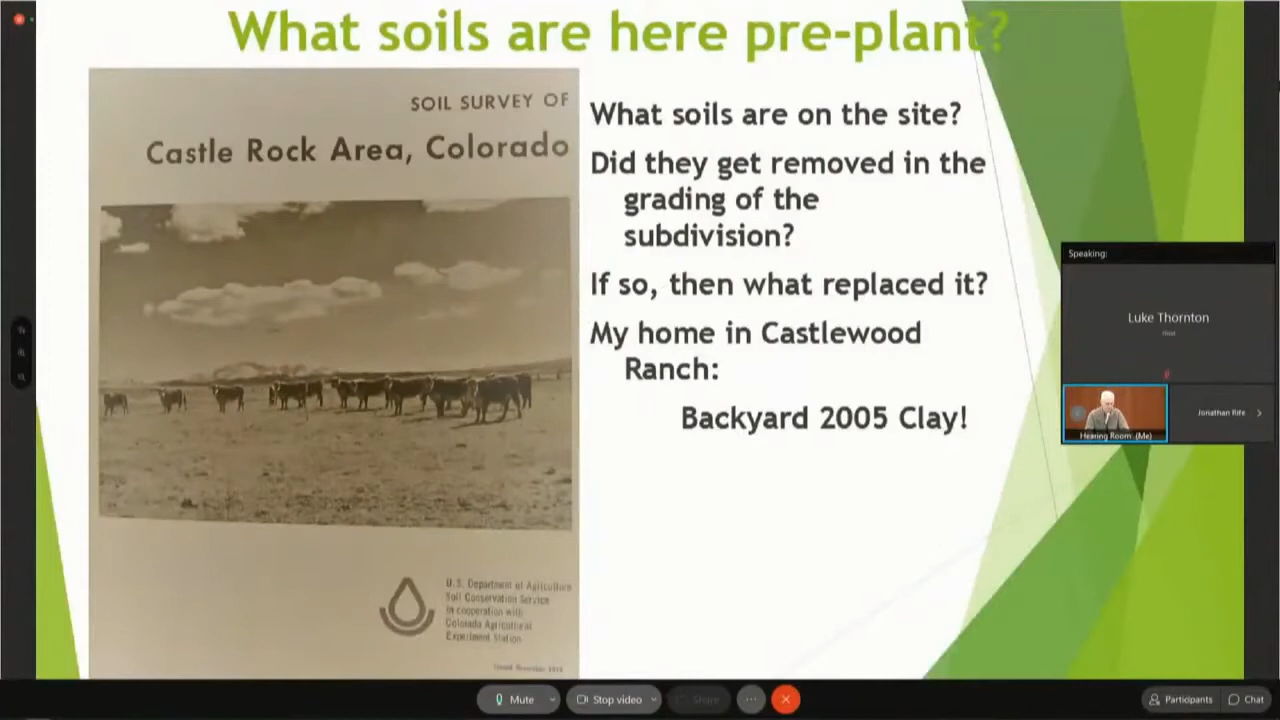 What soils are here pre-plant?
SOIL SURVEY OF
Castle Rock Area, Colorado
U.S. Department of Agriculture
Soil Conservation Service
In cooperation with
Colorado Agricultural
Experiment Station
What soils are on the site?
Did they get removed in the
grading of the
subdivision?
If so, then what replaced it?
My home in Castlewood
Ranch:
Backyard 2005 Clay!
Speaking:
Luke Thornton
Host
Hearing Room (Me)
Jonathan Rife
Mute
Stop video
Share
Participants
Chat